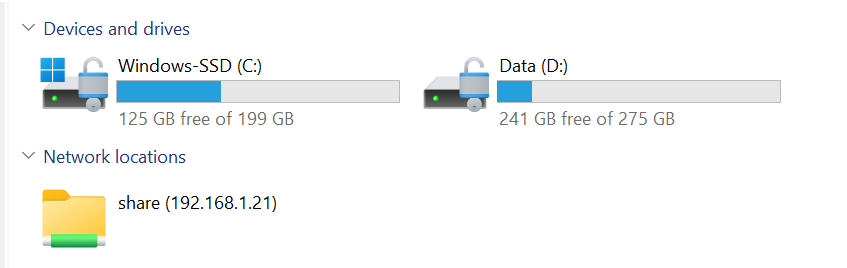 Devices and drives
Windows-SSD (C:)
125 GB free of 199 GB
Data (D:)
241 GB free of 275 GB
Network locations
share (192.168.1.21)